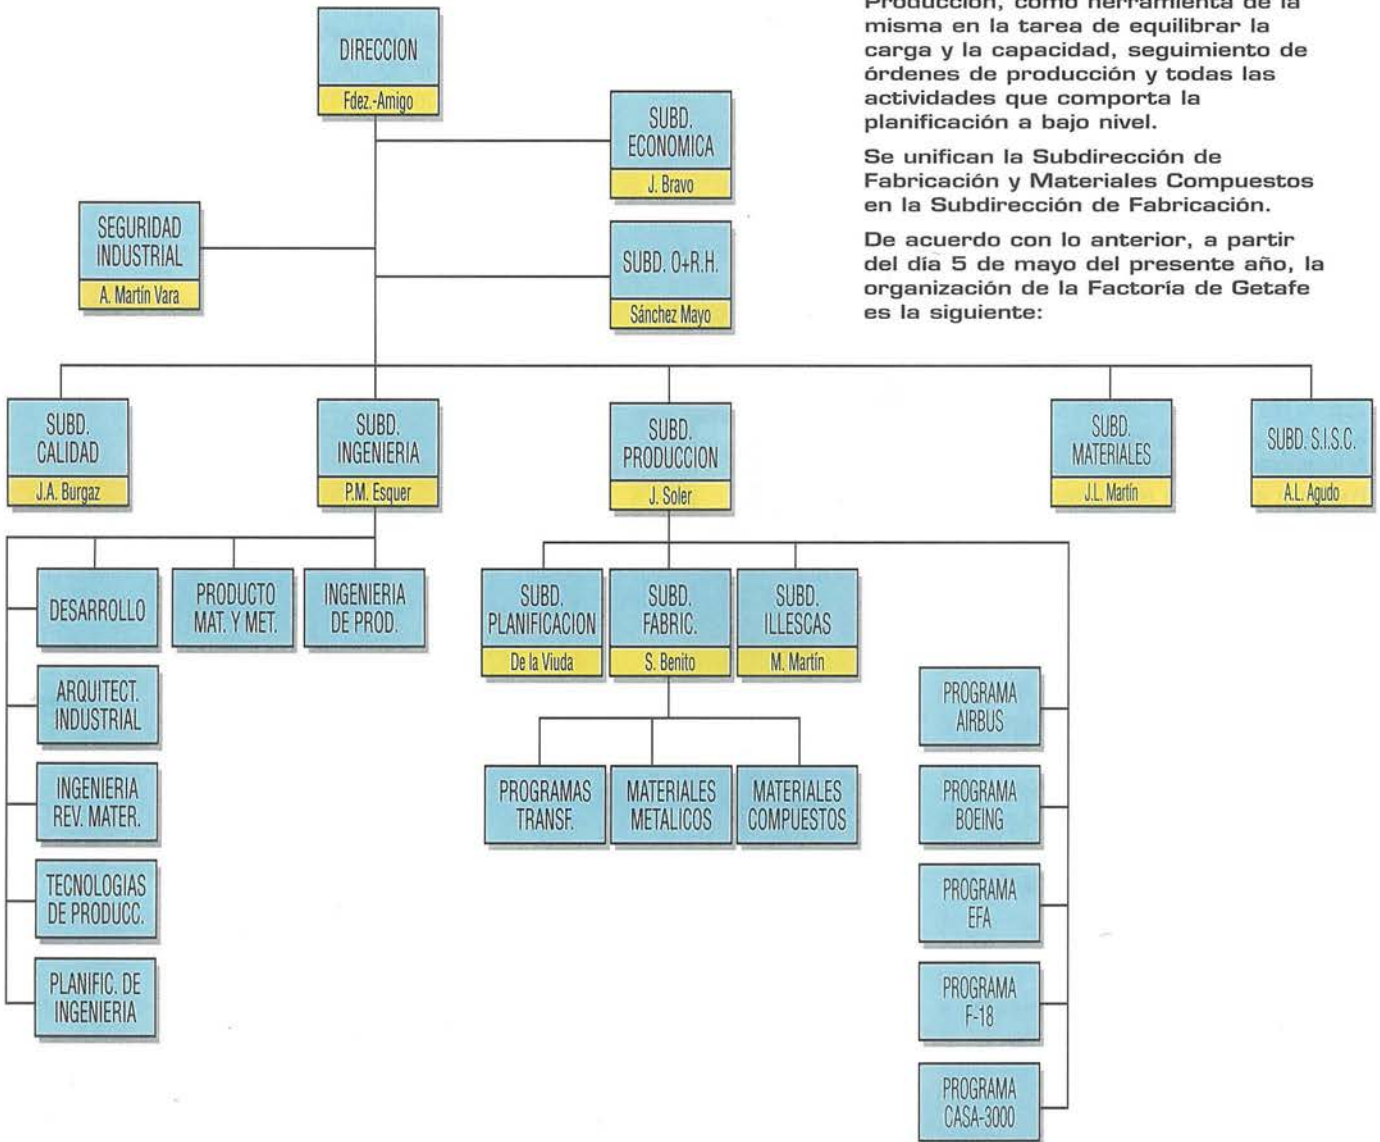 Producción, como herramienta de la
misma en la tarea de equilibrar la
carga y la capacidad, seguimiento de
órdenes de producción y todas las
actividades que comporta la
planificación a bajo nivel.
Se unifican la Subdirección de
Fabricación y Materiales Compuestos
en la Subdirección de Fabricación.
De acuerdo con lo anterior, a partir
del día 5 de mayo del presente año, la
organización de la Factoría de Getafe
es la siguiente:
DIRECCION
Fdez.-Amigo
SUBD.
ECONOMICA
J. Bravo
SEGURIDAD
INDUSTRIAL
A. Martín Vara
SUBD. O+R.H.
Sánchez Mayo
SUBD.
CALIDAD
J.A. Burgaz
SUBD.
INGENIERIA
P.M. Esquer
SUBD.
PRODUCCION
J. Soler
SUBD.
MATERIALES
J.L. Martín
SUBD. S.I.S.C.
A.L. Agudo
DESARROLLO
PRODUCTO
MAT. Y MET.
INGENIERIA
DE PROD.
ARQUITECT.
INDUSTRIAL
INGENIERIA
REV. MATER.
TECNOLOGIAS
DE PRODUCC.
PLANIFIC. DE
INGENIERIA
SUBD.
PLANIFICACION
De la Viuda
SUBD.
FABRIC.
S. Benito
SUBD.
ILLESCAS
M. Martín
PROGRAMAS
TRANSF.
MATERIALES
METALICOS
MATERIALES
COMPUESTOS
PROGRAMA
AIRBUS
PROGRAMA
BOEING
PROGRAMA
EFA
PROGRAMA
F-18
PROGRAMA
CASA-3000